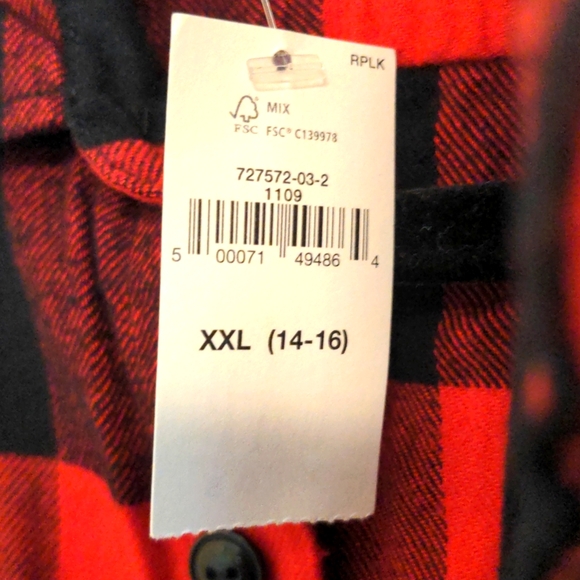 RPLK
MIX
FSC FSC® C139978
727572-03-2
1109
5 00071 49486 4
XXL (14-16)